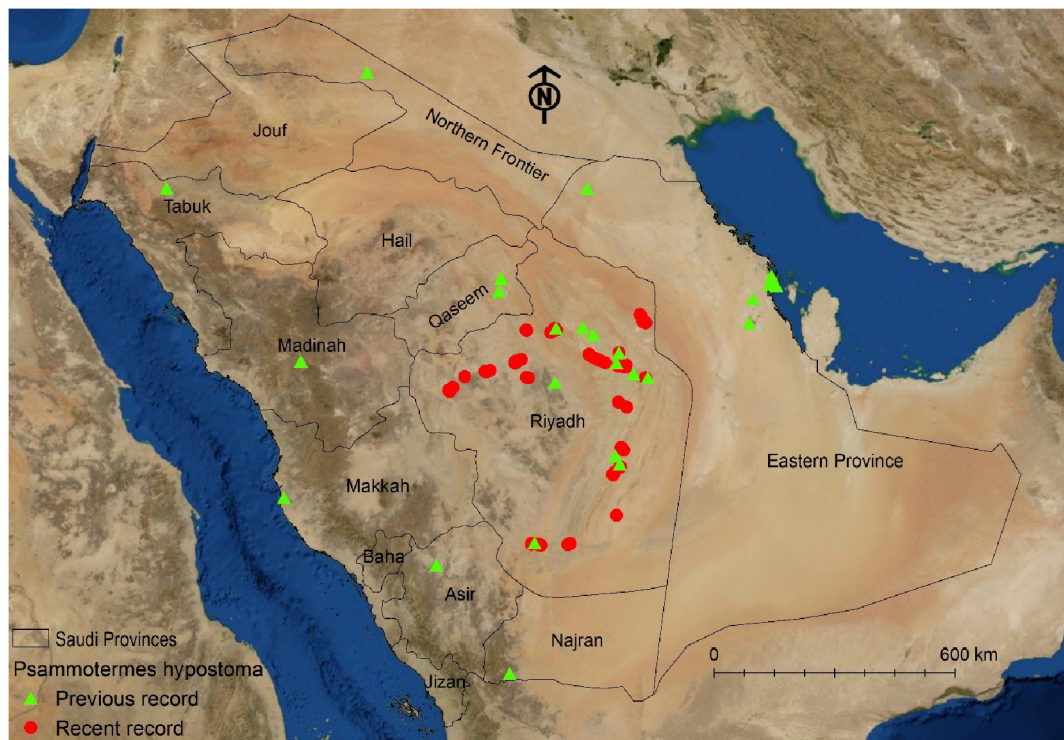 N
Northern Frontier
Jouf
Tabuk
Hail
Qaseem
Madinah
Riyadh
Eastern Province
Makkah
Baha
Asir
Najran
Jizan
Saudi Provinces
Psammotermes hypostoma
Previous record
Recent record
0 600 km